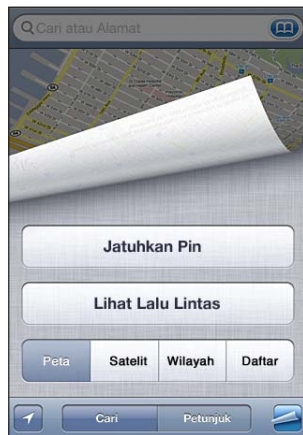 Cari atau Alamat
Jatuhkan Pin
Lihat Lalu Lintas
Peta Satelit Wilayah Daftar
Cari Petunjuk